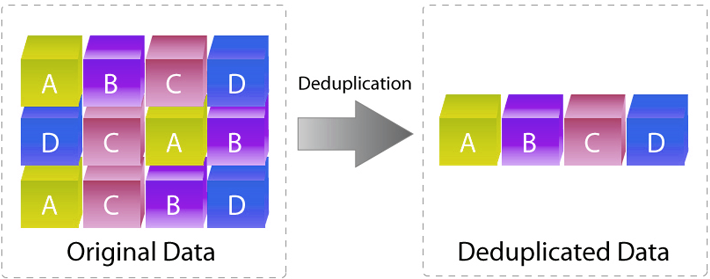 A B C D
D C A B
A C B D
Original Data
Deduplication
A B C D
Deduplicated Data